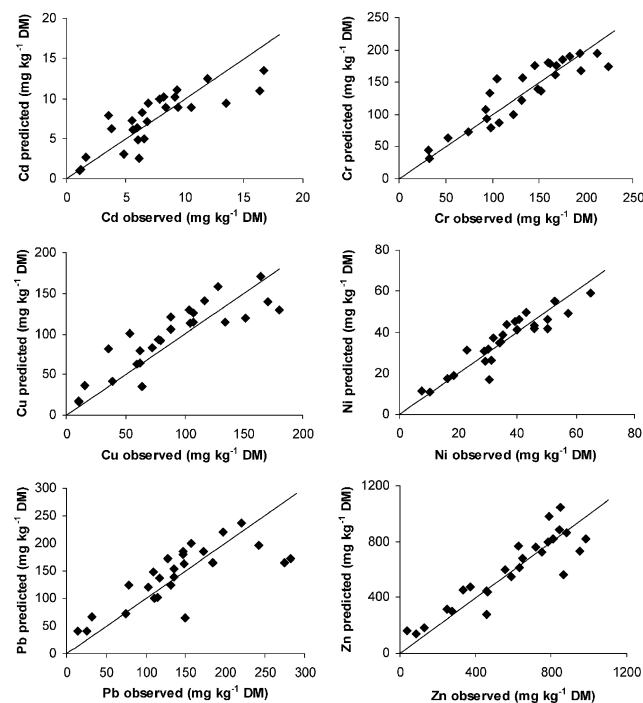 20
15
10
5
0
0 5 10 15 20
Cd predicted (mg kg-1 DM)
Cd observed (mg kg-1 DM)
250
200
150
100
50
0
0 50 100 150 200 250
Cr predicted (mg kg-1 DM)
Cr observed (mg kg-1 DM)
200
150
100
50
0
0 50 100 150 200
Cu predicted (mg kg-1 DM)
Cu observed (mg kg-1 DM)
80
60
40
20
0
0 20 40 60 80
Ni predicted (mg kg-1 DM)
Ni observed (mg kg-1 DM)
300
250
200
150
100
50
0
0 100 200 300
Pb predicted (mg kg-1 DM)
Pb observed (mg kg-1 DM)
1200
800
400
0
0 400 800 1200
Zn predicted (mg kg-1 DM)
Zn observed (mg kg-1 DM)